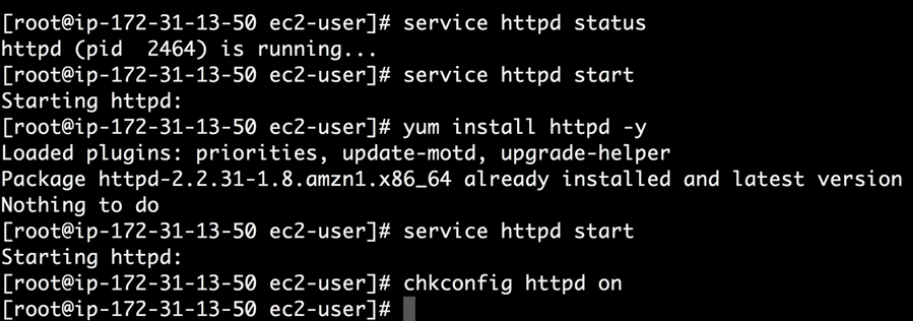 [root@ip-172-31-13-50 ec2-user]# service httpd status
httpd (pid  2464) is running...
[root@ip-172-31-13-50 ec2-user]# service httpd start
Starting httpd:
[root@ip-172-31-13-50 ec2-user]# yum install httpd -y
Loaded plugins: priorities, update-motd, upgrade-helper
Package httpd-2.2.31-1.8.amzn1.x86_64 already installed and latest version
Nothing to do
[root@ip-172-31-13-50 ec2-user]# service httpd start
Starting httpd:
[root@ip-172-31-13-50 ec2-user]# chkconfig httpd on
[root@ip-172-31-13-50 ec2-user]#